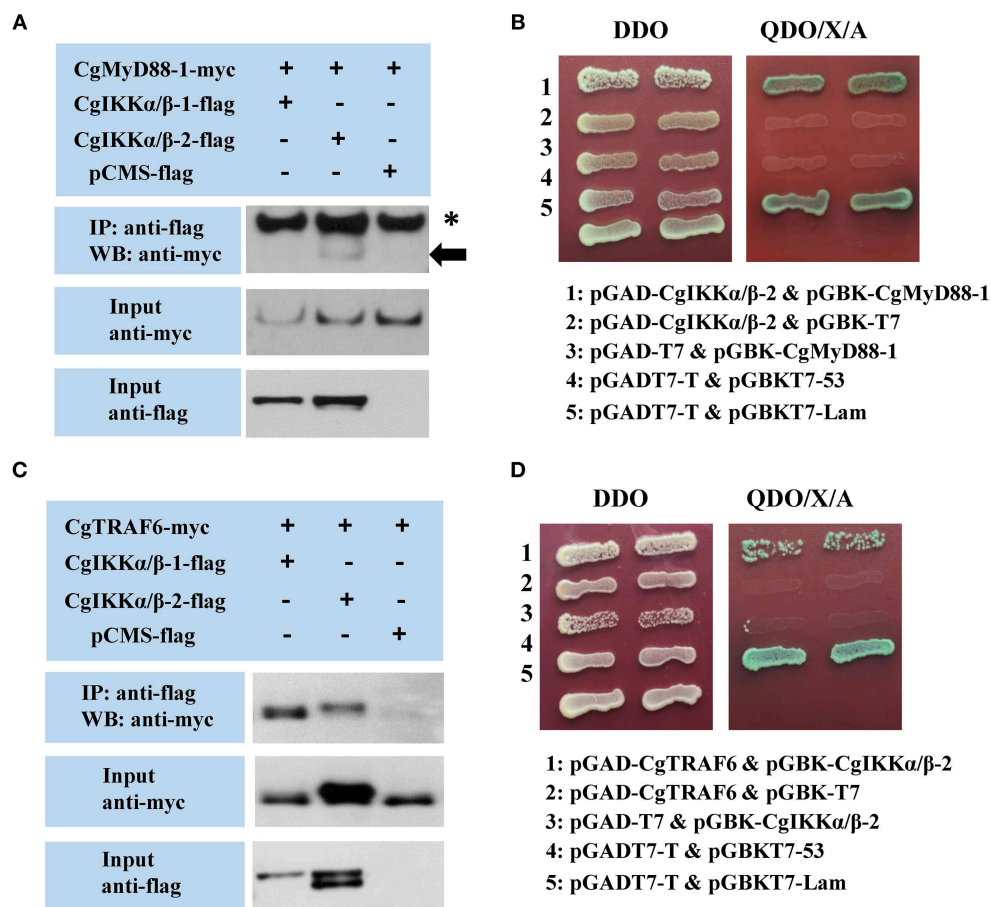 A
CgMyD88-1-myc + + +
CgIKKα/β-1-flag + - -
CgIKKα/β-2-flag - + -
pCMS-flag - - +
IP: anti-flag
WB: anti-myc
*
Input
anti-myc
Input
anti-flag
B
DDO QDO/X/A
1
2
3
4
5
1: pGAD-CgIKKα/β-2 & pGBK-CgMyD88-1
2: pGAD-CgIKKα/β-2 & pGBK-T7
3: pGAD-T7 & pGBK-CgMyD88-1
4: pGADT7-T & pGBKT7-53
5: pGADT7-T & pGBKT7-Lam
C
CgTRAF6-myc + + +
CgIKKα/β-1-flag + - -
CgIKKα/β-2-flag - + -
pCMS-flag - - +
IP: anti-flag
WB: anti-myc
Input
anti-myc
Input
anti-flag
D
DDO QDO/X/A
1
2
3
4
5
1: pGAD-CgTRAF6 & pGBK-CgIKKα/β-2
2: pGAD-CgTRAF6 & pGBK-T7
3: pGAD-T7 & pGBK-CgIKKα/β-2
4: pGADT7-T & pGBKT7-53
5: pGADT7-T & pGBKT7-Lam